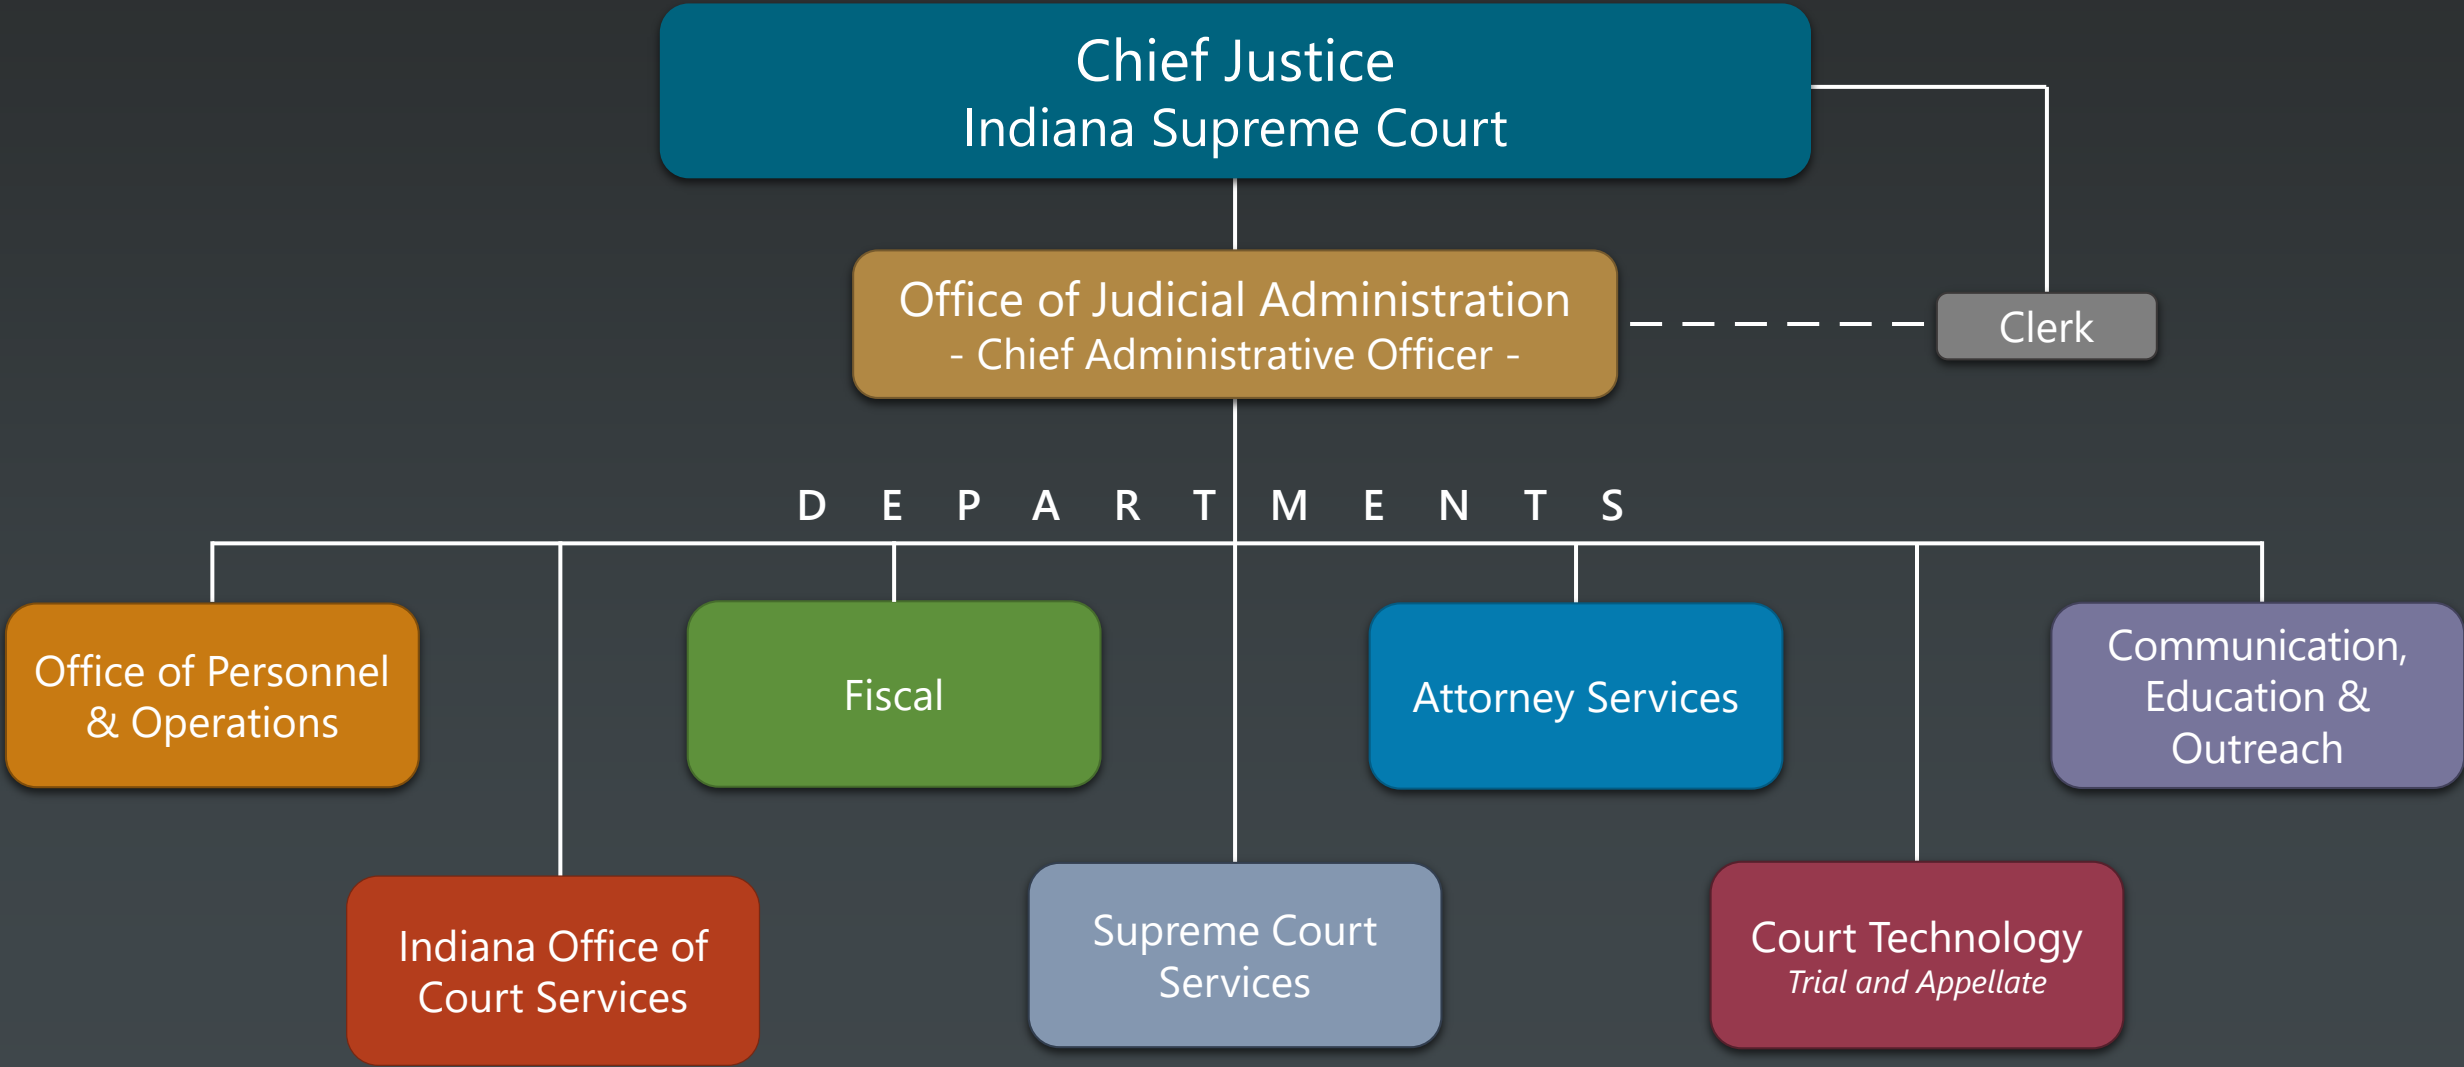 Chief Justice
Indiana Supreme Court
Office of Judicial Administration
- Chief Administrative Officer -
Clerk
D E P A R T M E N T S
Office of Personnel
& Operations
Fiscal
Attorney Services
Communication,
Education &
Outreach
Indiana Office of
Court Services
Supreme Court
Services
Court Technology
Trial and Appellate